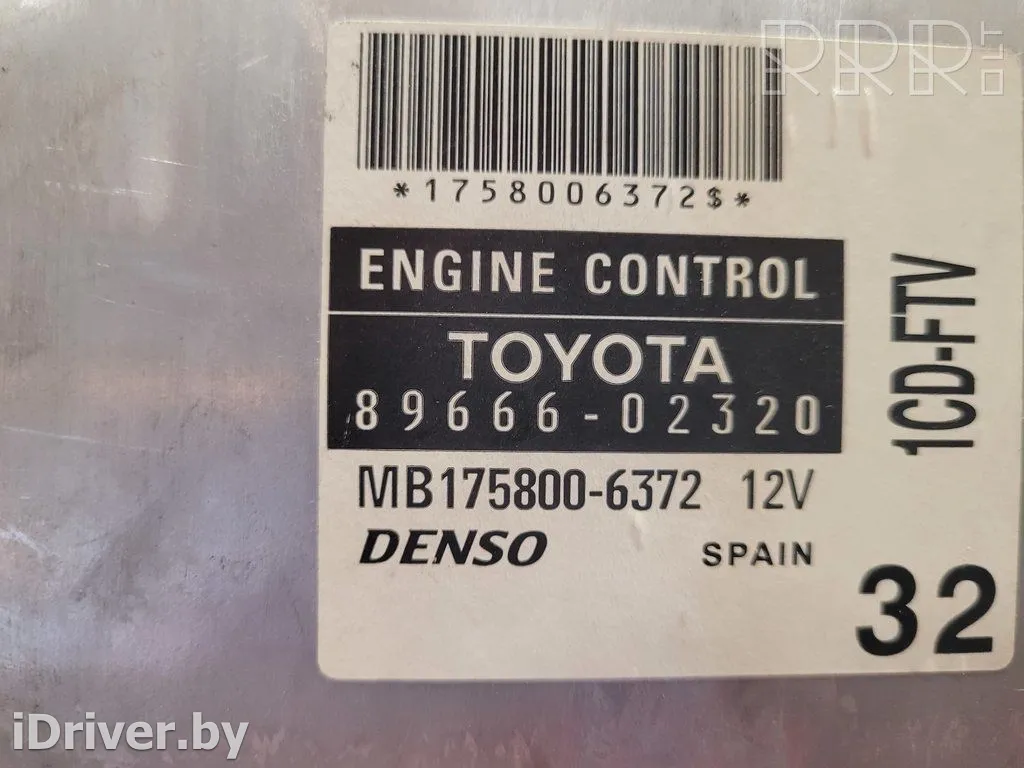 RRR.LT
*1758006372$*
ENGINE CONTROL
TOYOTA
89666-02320
MB175800-6372 12V
DENSO SPAIN
1CD-FTV
32
iDriver.by